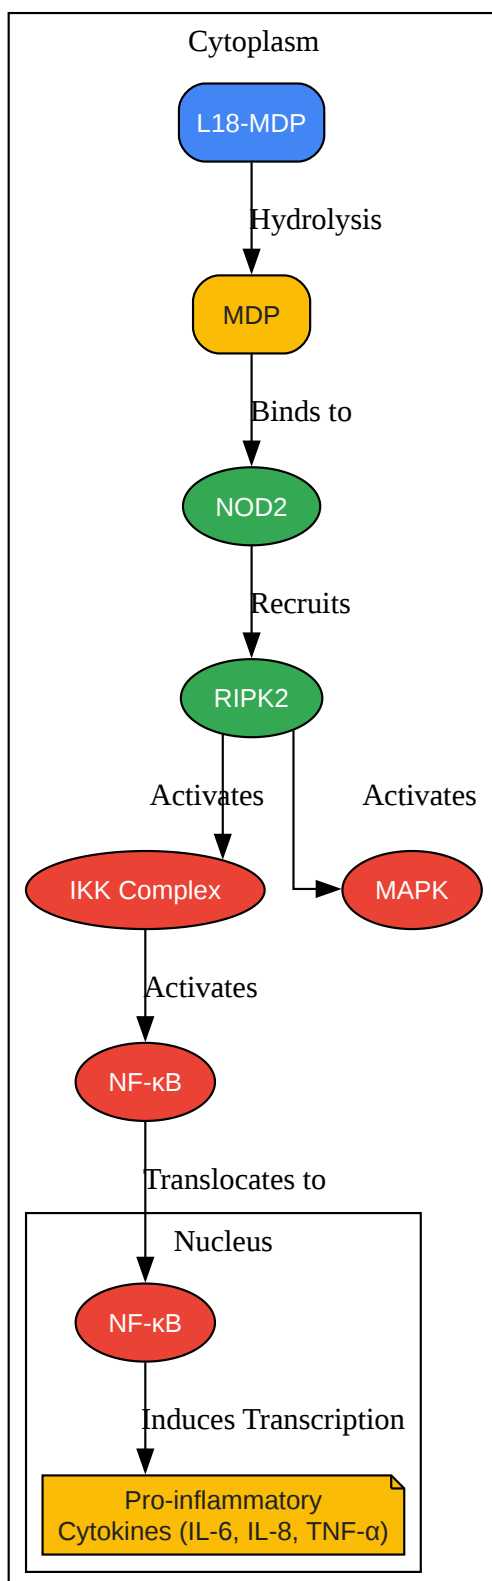 Cytoplasm
L18-MDP
Hydrolysis
MDP
Binds to
NOD2
Recruits
RIPK2
Activates
Activates
IKK Complex
MAPK
Activates
NF-κB
Translocates to
Nucleus
NF-κB
Induces Transcription
Pro-inflammatory
Cytokines (IL-6, IL-8, TNF-α)